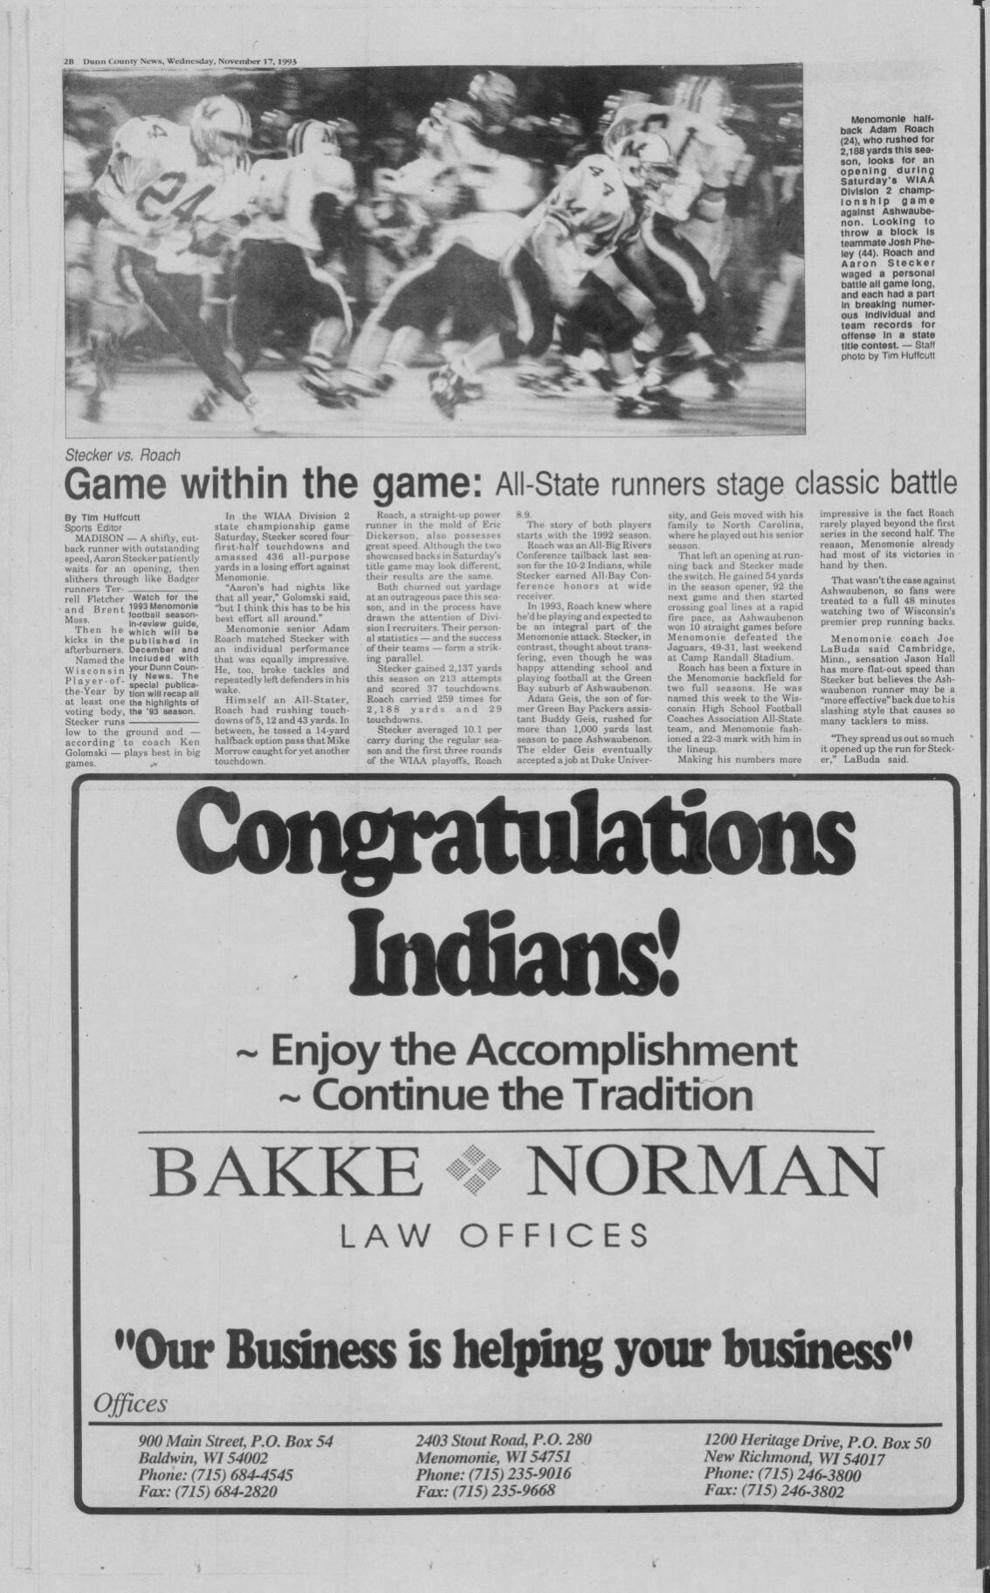 2B Dunn County News, Wednesday, November 17, 1993
Menomonie half-
back Adam Roach
(24), who rushed for
2,188 yards this sea-
son, looks for an
opening during
Saturday's WIAA
Division 2 champ-
ionship game
against Ashwaube-
non. Looking to
throw a block is
teammate Josh Phe-
ley (44). Roach and
Aaron Stecker
waged a personal
battle all game long,
and each had a part
in breaking numer-
ous individual and
team records for
offense in a state
title contest. — Staff
photo by Tim Huffcutt
Stecker vs. Roach
Game within the game: All-State runners stage classic battle
By Tim Huffcutt
Sports Editor
MADISON — A shifty, cut-
back runner with outstanding
speed, Aaron Stecker patiently
waits for an opening, then
slithers through like Badger
runners Ter-
rell Fletcher
and Brent
Moss.
Then he
kicks in the
afterburners.
Named the
Wisconsin
Player-of-
the-Year by
at least one
voting body,
Stecker runs
low to the ground and —
according to coach Ken
Golomski — plays best in big
games.
Watch for the
1993 Menomonie
football season-
in-review guide,
which will be
published in
December and
included with
your Dunn Coun-
ty News. The
special publica-
tion will recap all
the highlights of
the '93 season.
In the WIAA Division 2
state championship game
Saturday, Stecker scored four
first-half touchdowns and
amassed 436 all-purpose
yards in a losing effort against
Menomonie.
"Aaron's had nights like
that all year," Golomski said,
"but I think this has to be his
best effort all around."
Menomonie senior Adam
Roach matched Stecker with
an individual performance
that was equally impressive.
He, too, broke tackles and
repeatedly left defenders in his
wake.
Himself an All-Stater,
Roach had rushing touch-
downs of 5, 12 and 43 yards. In
between, he tossed a 14-yard
halfback option pass that Mike
Morrow caught for yet another
touchdown.
Roach, a straight-up power
runner in the mold of Eric
Dickerson, also possesses
great speed. Although the two
showcased backs in Saturday's
title game may look different,
their results are the same.
Both churned out yardage
at an outrageous pace this sea-
son, and in the process have
drawn the attention of Divi-
sion I recruiters. Their person-
al statistics — and the success
of their teams — form a strik-
ing parallel.
Stecker gained 2,137 yards
this season on 213 attempts
and scored 37 touchdowns.
Roach carried 259 times for
2,188 yards and 29
touchdowns.
Stecker averaged 10.1 per
carry during the regular sea-
son and the first three rounds
of the WIAA playoffs, Roach
8.9.
The story of both players
starts with the 1992 season.
Roach was an All-Big Rivers
Conference tailback last sea-
son for the 10-2 Indians, while
Stecker earned All-Bay Con-
ference honors at wide
receiver.
In 1993, Roach knew where
he'd be playing and expected to
be an integral part of the
Menomonie attack. Stecker, in
contrast, thought about trans-
fering, even though he was
happy attending school and
playing football at the Green
Bay suburb of Ashwaubenon.
Adam Geis, the son of for-
mer Green Bay Packers assis-
tant Buddy Geis, rushed for
more than 1,000 yards last
season to pace Ashwaubenon.
The elder Geis eventually
accepted a job at Duke Univer-
sity, and Geis moved with his
family to North Carolina,
where he played out his senior
season.
That left an opening at run-
ning back and Stecker made
the switch. He gained 54 yards
in the season opener, 92 the
next game and then started
crossing goal lines at a rapid
fire pace, as Ashwaubenon
won 10 straight games before
Menomonie defeated the
Jaguars, 49-31, last weekend
at Camp Randall Stadium.
Roach has been a fixture in
the Menomonie backfield for
two full seasons. He was
named this week to the Wis-
consin High School Football
Coaches Association All-State
team, and Menomonie fash-
ioned a 22-3 mark with him in
the lineup.
Making his numbers more
impressive is the fact Roach
rarely played beyond the first
series in the second half. The
reason, Menomonie already
had most of its victories in
hand by then.
That wasn't the case against
Ashwaubenon, so fans were
treated to a full 48 minutes
watching two of Wisconsin's
premier prep running backs.
Menomonie coach Joe
LaBuda said Cambridge,
Minn., sensation Jason Hall
has more flat-out speed than
Stecker but believes the Ash-
waubenon runner may be a
"more effective" back due to his
slashing style that causes so
many tacklers to miss.
"They spread us out so much
it opened up the run for Steck-
er," LaBuda said.
Congratulations
Indians!
~ Enjoy the Accomplishment
~ Continue the Tradition
BAKKE NORMAN
LAW OFFICES
"Our Business is helping your business"
Offices
900 Main Street, P.O. Box 54
Baldwin, WI 54002
Phone: (715) 684-4545
Fax: (715) 684-2820
2403 Stout Road, P.O. 280
Menomonie, WI 54751
Phone: (715) 235-9016
Fax: (715) 235-9668
1200 Heritage Drive, P.O. Box 50
New Richmond, WI 54017
Phone: (715) 246-3800
Fax: (715) 246-3802
24
44